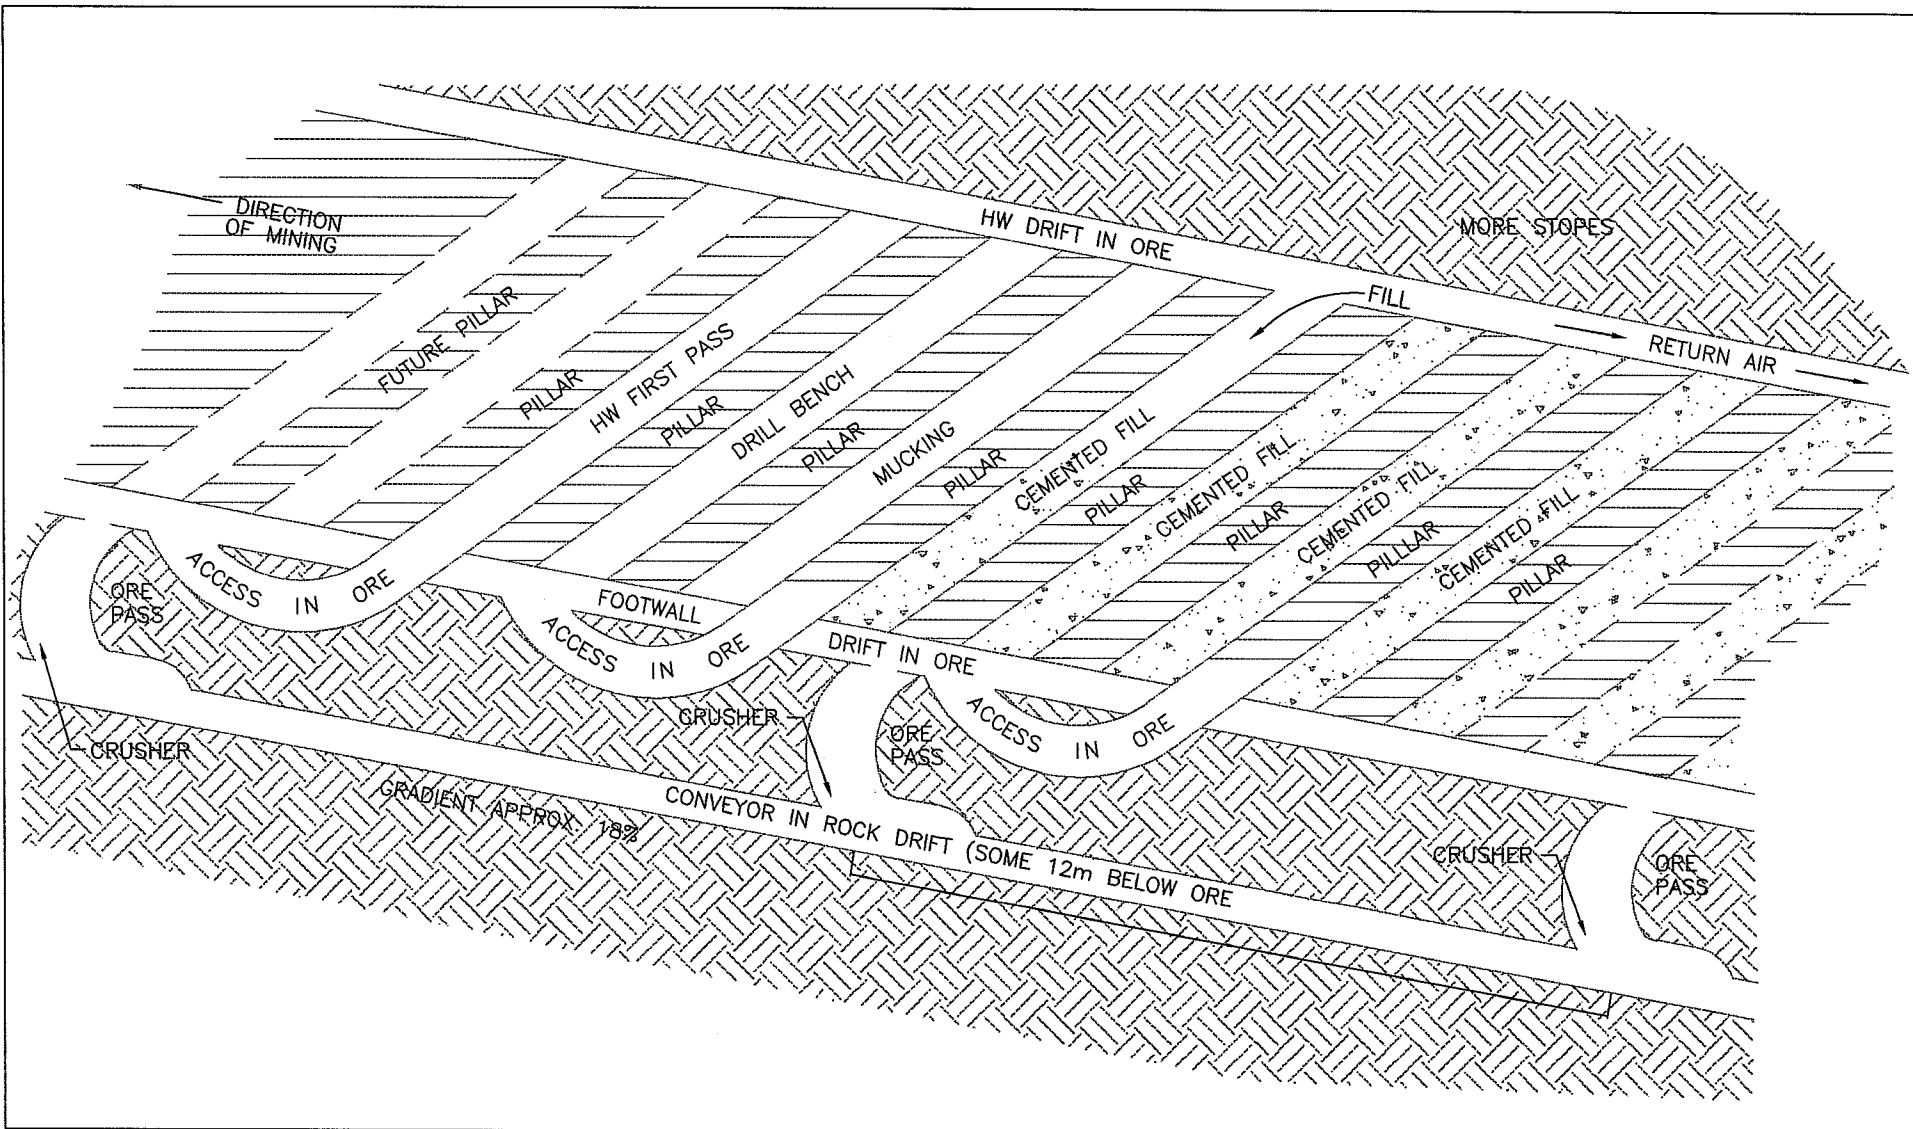 DIRECTION
OF MINING
HW DRIFT IN ORE
MORE STOPES
FILL
RETURN AIR
FUTURE PILLAR
PILLAR
HW FIRST PASS
PILLAR
DRILL BENCH
PILLAR
MUCKING
PILLAR
CEMENTED FILL
PILLAR
CEMENTED FILL
PILLAR
CEMENTED FILL
PILLLAR
CEMENTED FILL
PILLAR
ORE
PASS
ACCESS IN ORE
FOOTWALL
DRIFT IN ORE
ACCESS IN ORE
CRUSHER
ORE
PASS
ACCESS IN ORE
CRUSHER
GRADIENT APPROX 18%
CONVEYOR IN ROCK DRIFT (SOME 12m BELOW ORE
CRUSHER
ORE
PASS